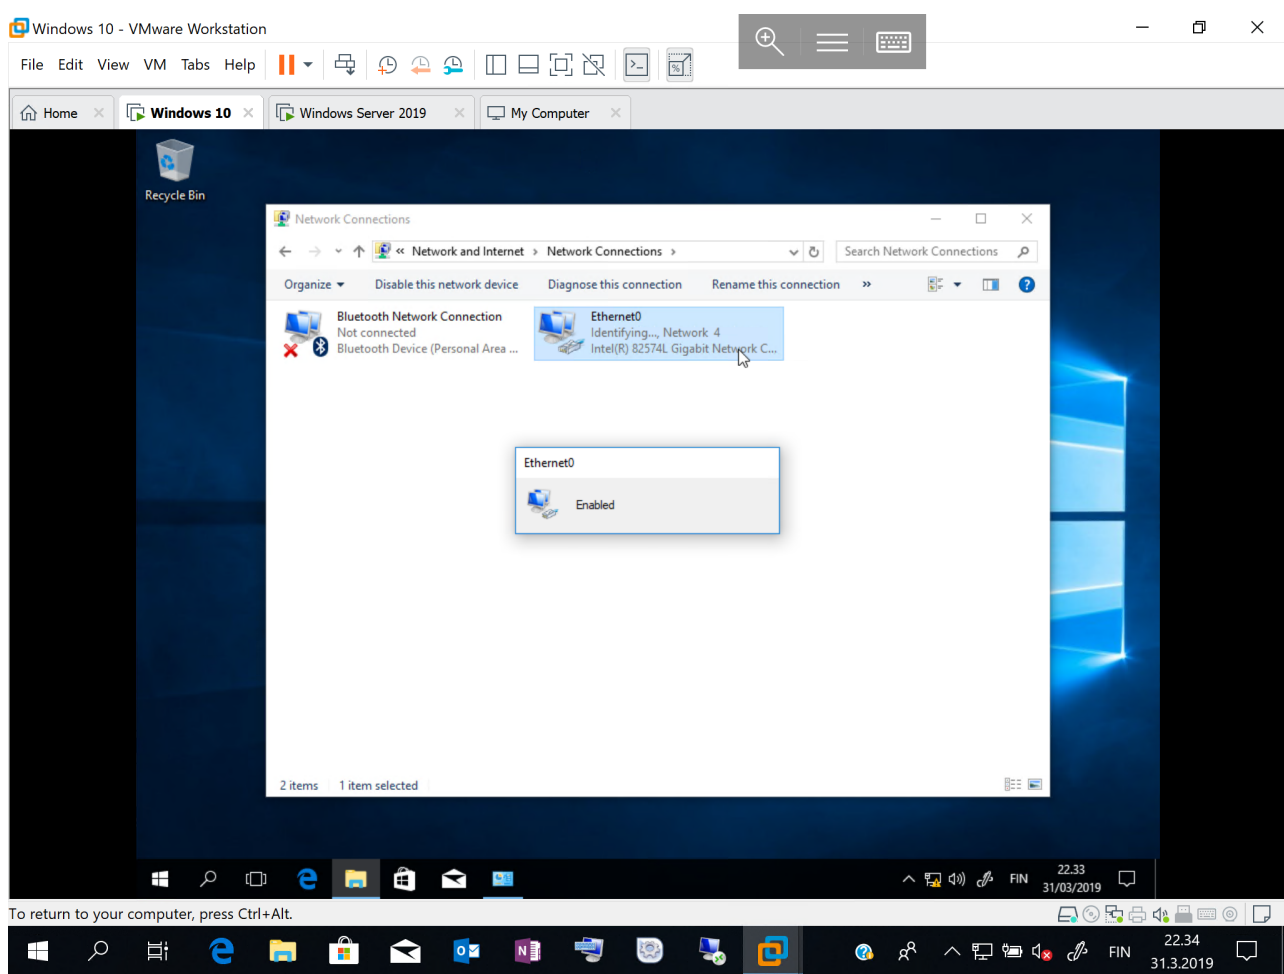 Windows 10 - VMware Workstation
File Edit View VM Tabs Help
Home
Windows 10
Windows Server 2019
My Computer
Recycle Bin
Network Connections
« Network and Internet › Network Connections ›
Search Network Connections
Organize Disable this network device Diagnose this connection Rename this connection »
Bluetooth Network Connection
Not connected
Bluetooth Device (Personal Area ...
Ethernet0
Identifying..., Network 4
Intel(R) 82574L Gigabit Network C...
Ethernet0
Enabled
2 items 1 item selected
FIN
22.33
31/03/2019
To return to your computer, press Ctrl+Alt.
FIN
22.34
31.3.2019